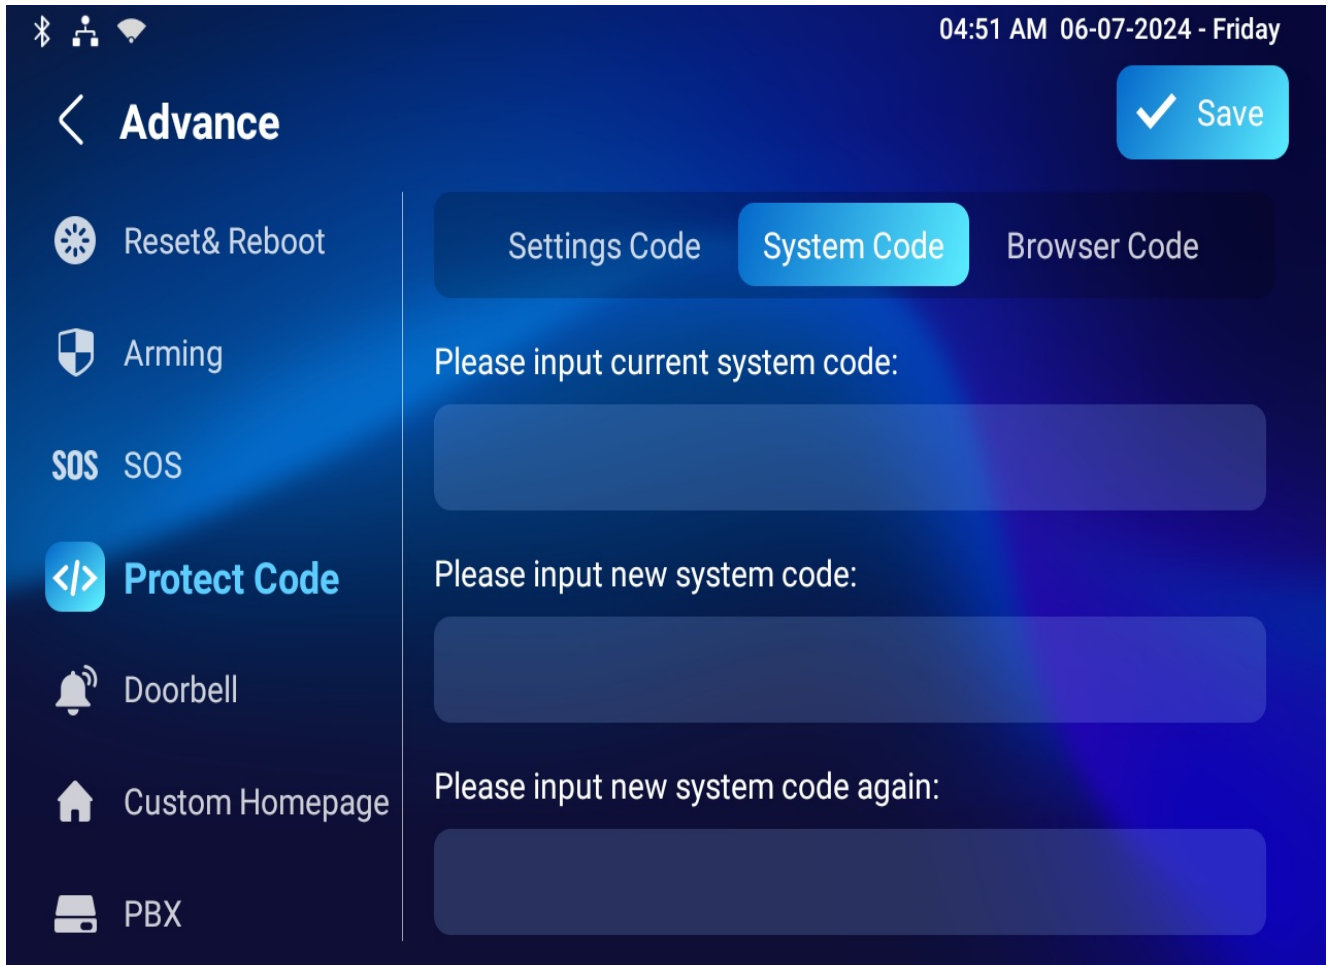 04:51 AM 06-07-2024 - Friday
Advance
Save
Reset& Reboot
Arming
SOS SOS
Protect Code
Doorbell
Custom Homepage
PBX
Settings Code
System Code
Browser Code
Please input current system code:
Please input new system code:
Please input new system code again: